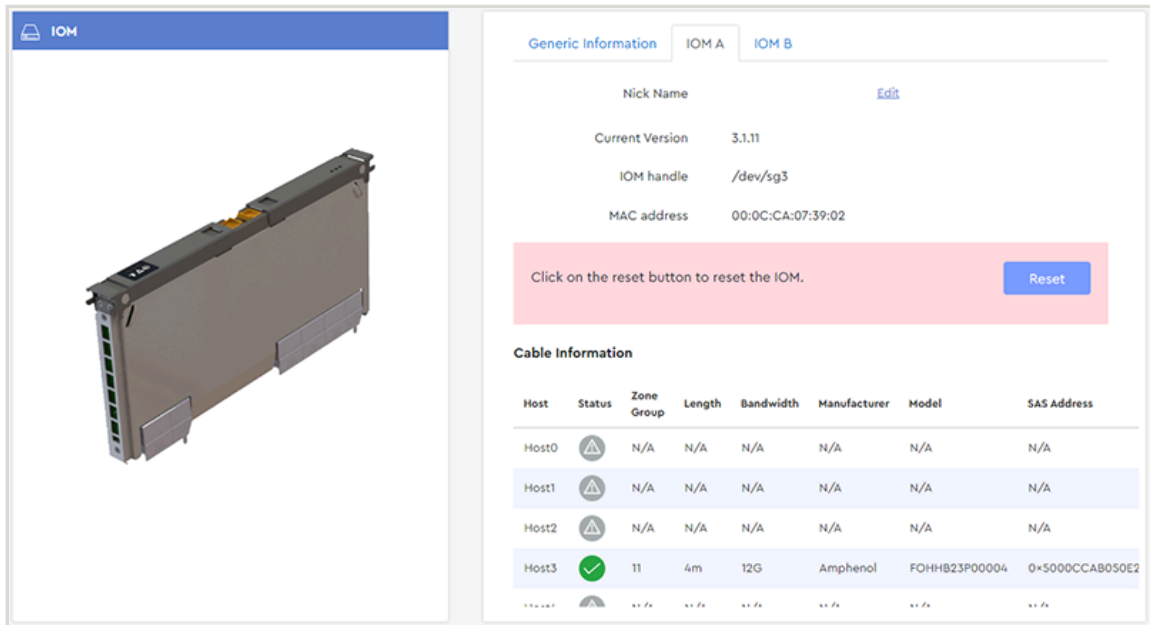 IOM
Generic Information IOM A IOM B
Nick Name Edit
Current Version 3.1.11
IOM handle /dev/sg3
MAC address 00:0C:CA:07:39:02
Click on the reset button to reset the IOM. Reset
Cable Information
Host Status Zone Group Length Bandwidth Manufacturer Model SAS Address
Host0 N/A N/A N/A N/A N/A N/A
Host1 N/A N/A N/A N/A N/A N/A
Host2 N/A N/A N/A N/A N/A N/A
Host3 11 4m 12G Amphenol FOHHB23P00004 0x5000CCAB050E2